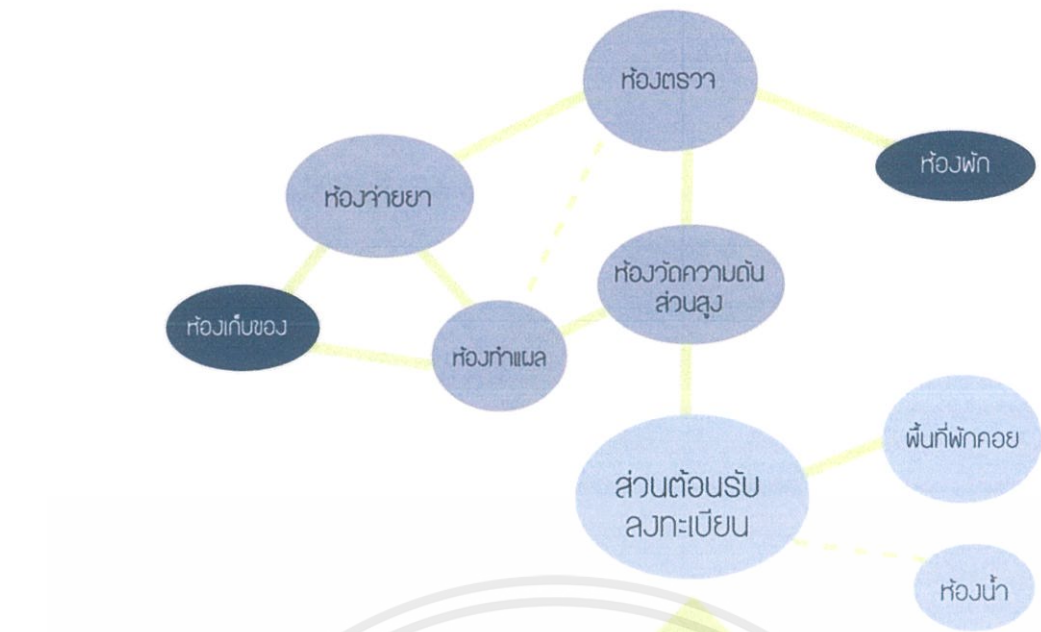 ห้องตรวจ
ห้องพัก
ห้องจ่ายยา
ห้องวัดความดัน
ส่วนสูง
ห้องเก็บของ
ห้องทำแผล
พื้นที่พักคอย
ส่วนต้อนรับ
ลงทะเบียน
ห้องน้ำ